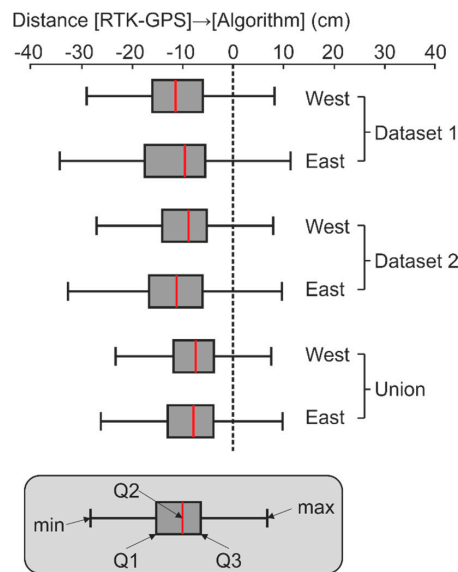 Distance [RTK-GPS]→[Algorithm] (cm)
-40 -30 -20 -10 0 10 20 30 40
West
Dataset 1
East
West
Dataset 2
East
West
Union
East
Q2
min
max
Q1
Q3